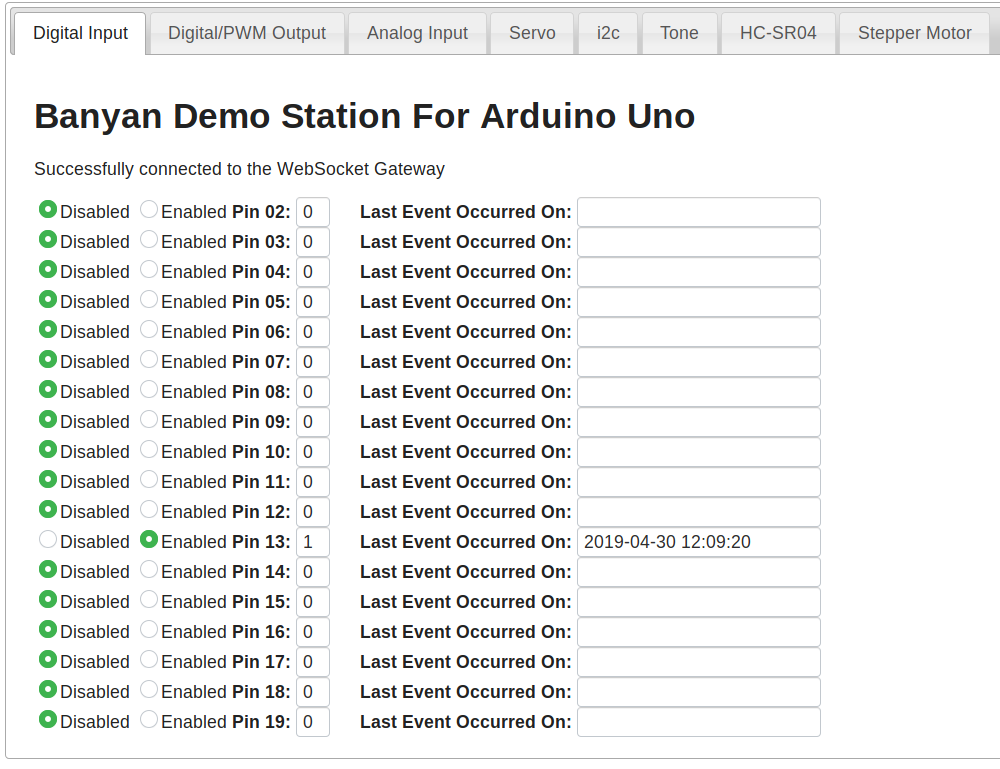 Digital Input Digital/PWM Output Analog Input Servo i2c Tone HC-SR04 Stepper Motor
Banyan Demo Station For Arduino Uno
Successfully connected to the WebSocket Gateway
Disabled Enabled Pin 02: 0 Last Event Occurred On:
Disabled Enabled Pin 03: 0 Last Event Occurred On:
Disabled Enabled Pin 04: 0 Last Event Occurred On:
Disabled Enabled Pin 05: 0 Last Event Occurred On:
Disabled Enabled Pin 06: 0 Last Event Occurred On:
Disabled Enabled Pin 07: 0 Last Event Occurred On:
Disabled Enabled Pin 08: 0 Last Event Occurred On:
Disabled Enabled Pin 09: 0 Last Event Occurred On:
Disabled Enabled Pin 10: 0 Last Event Occurred On:
Disabled Enabled Pin 11: 0 Last Event Occurred On:
Disabled Enabled Pin 12: 0 Last Event Occurred On:
Disabled Enabled Pin 13: 1 Last Event Occurred On: 2019-04-30 12:09:20
Disabled Enabled Pin 14: 0 Last Event Occurred On:
Disabled Enabled Pin 15: 0 Last Event Occurred On:
Disabled Enabled Pin 16: 0 Last Event Occurred On:
Disabled Enabled Pin 17: 0 Last Event Occurred On:
Disabled Enabled Pin 18: 0 Last Event Occurred On:
Disabled Enabled Pin 19: 0 Last Event Occurred On: